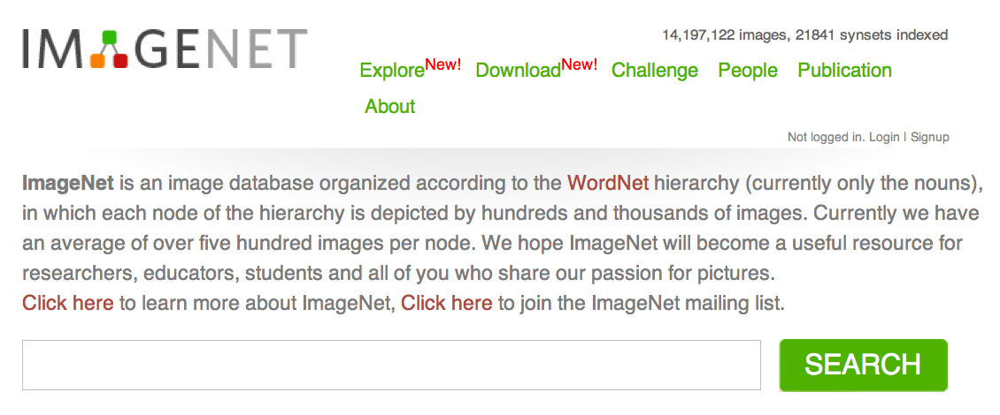 IMAGENET
14,197,122 images, 21841 synsets indexed
Explore New! Download New! Challenge People Publication
About
Not logged in. Login | Signup
ImageNet is an image database organized according to the WordNet hierarchy (currently only the nouns),
in which each node of the hierarchy is depicted by hundreds and thousands of images. Currently we have
an average of over five hundred images per node. We hope ImageNet will become a useful resource for
researchers, educators, students and all of you who share our passion for pictures.
Click here to learn more about ImageNet, Click here to join the ImageNet mailing list.
SEARCH